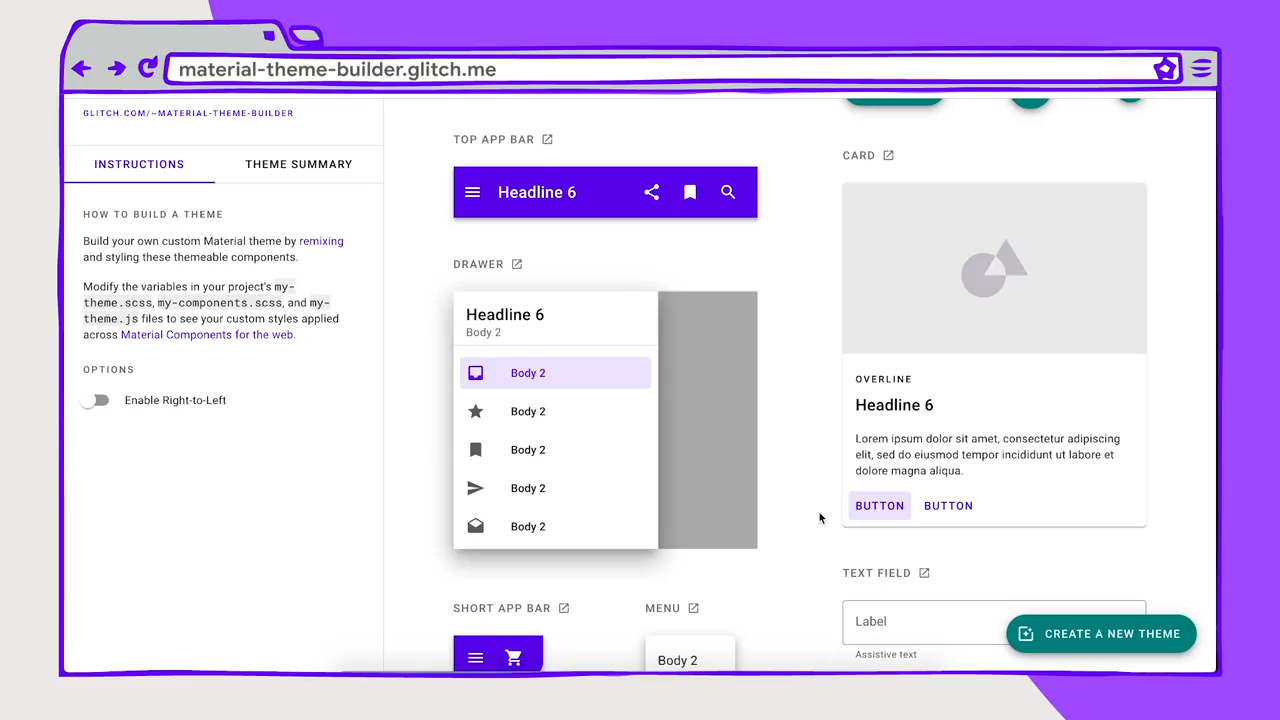 material-theme-builder.glitch.me
GLITCH.COM/~MATERIAL-THEME-BUILDER
INSTRUCTIONS
THEME SUMMARY
HOW TO BUILD A THEME
Build your own custom Material theme by remixing
and styling these themeable components.
Modify the variables in your project's my-
theme.scss, my-components.scss, and my-
theme.js files to see your custom styles applied
across Material Components for the web.
OPTIONS
Enable Right-to-Left
TOP APP BAR
Headline 6
DRAWER
Headline 6
Body 2
Body 2
Body 2
Body 2
Body 2
Body 2
SHORT APP BAR
MENU
Body 2
CARD
OVERLINE
Headline 6
Lorem ipsum dolor sit amet, consectetur adipiscing
elit, sed do eiusmod tempor incididunt ut labore et
dolore magna aliqua.
BUTTON
BUTTON
TEXT FIELD
Label
Assistive text
CREATE A NEW THEME